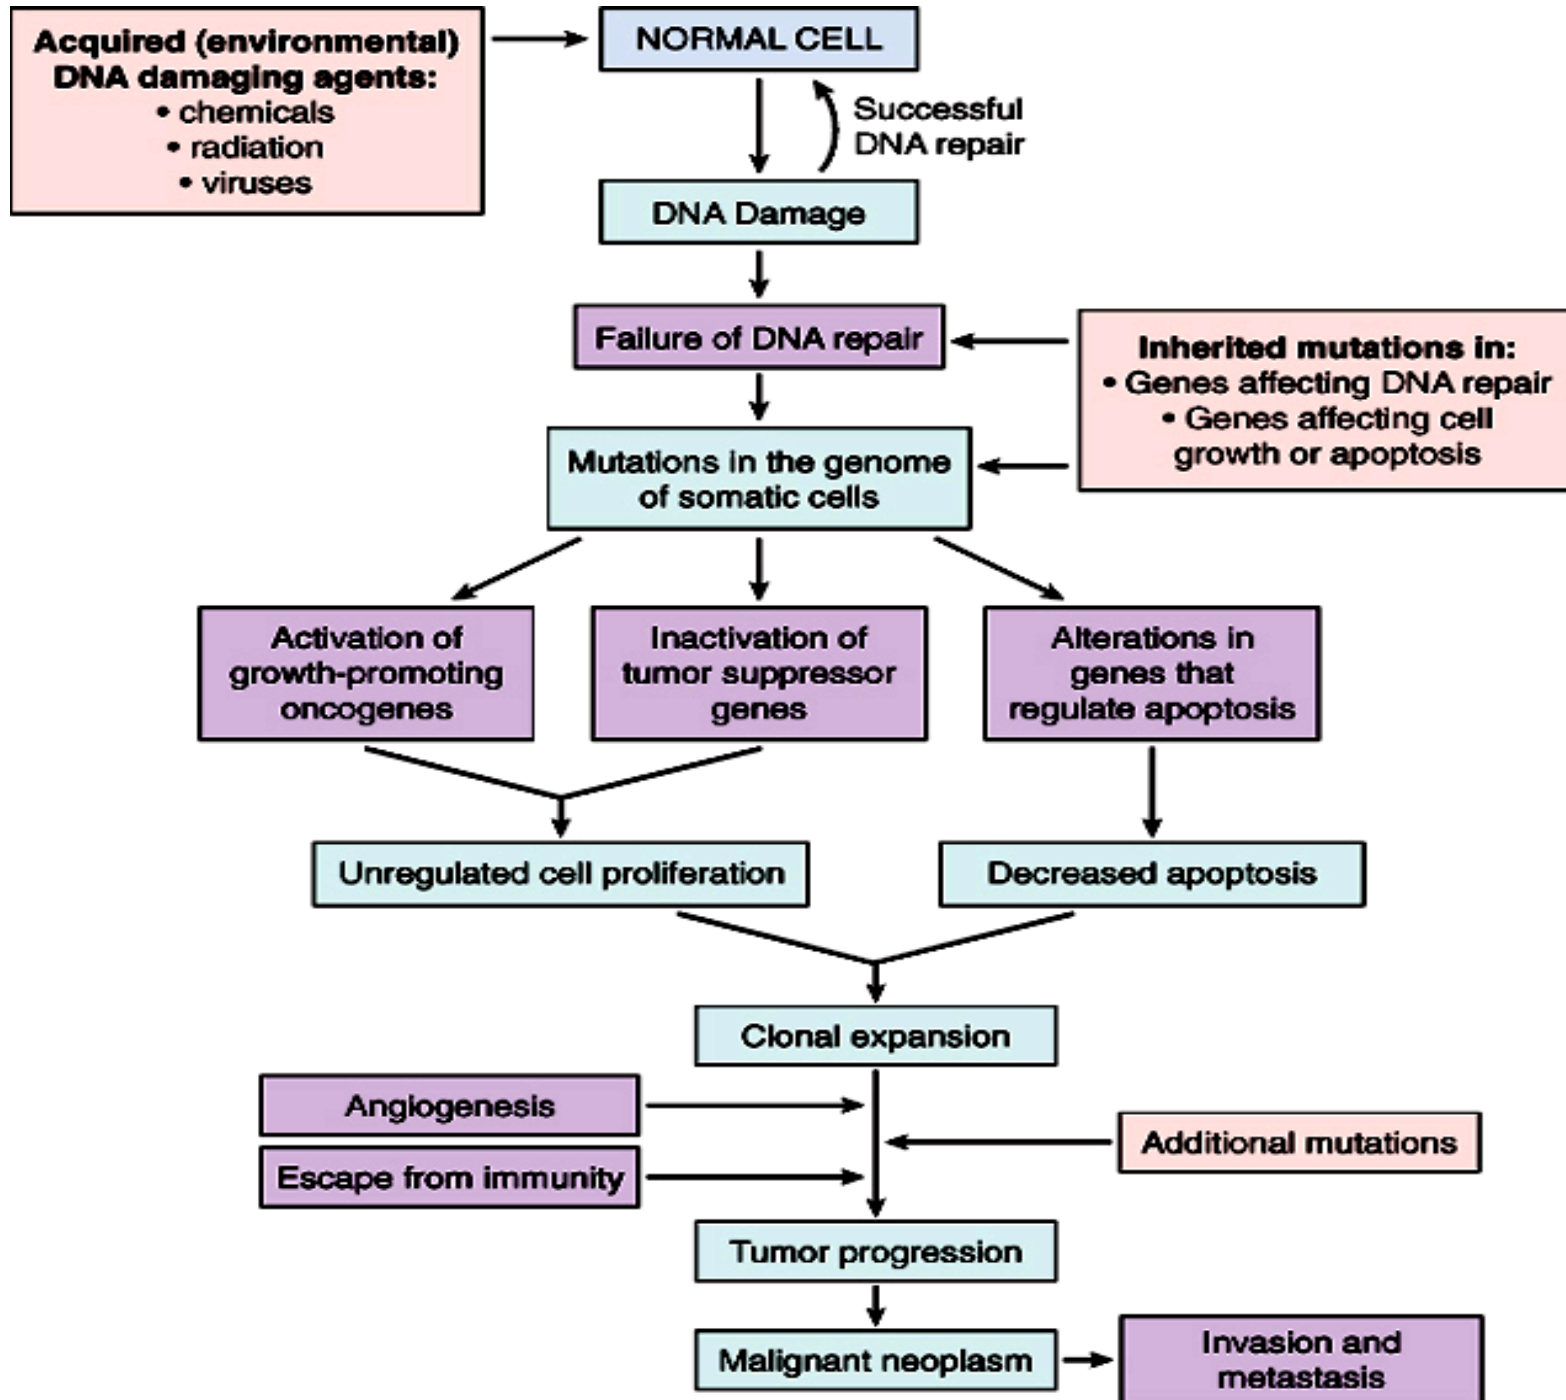 Acquired (environmental)
DNA damaging agents:
• chemicals
• radiation
• viruses
NORMAL CELL
Successful
DNA repair
DNA Damage
Failure of DNA repair
Inherited mutations in:
• Genes affecting DNA repair
• Genes affecting cell
growth or apoptosis
Mutations in the genome
of somatic cells
Activation of
growth-promoting
oncogenes
Inactivation of
tumor suppressor
genes
Alterations in
genes that
regulate apoptosis
Unregulated cell proliferation
Decreased apoptosis
Clonal expansion
Angiogenesis
Escape from immunity
Additional mutations
Tumor progression
Malignant neoplasm
Invasion and
metastasis